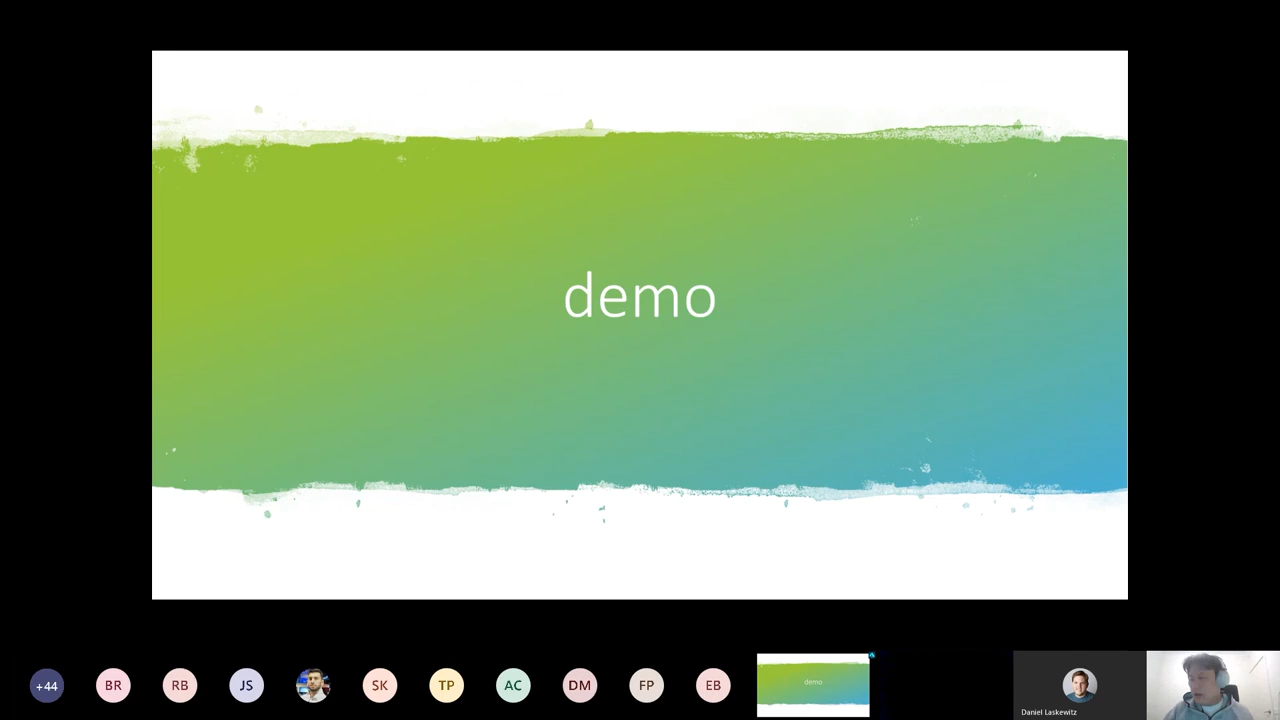 demo
+44
BR
RB
JS
SK
TP
AC
DM
FP
EB
demo
Daniel Laskewitz